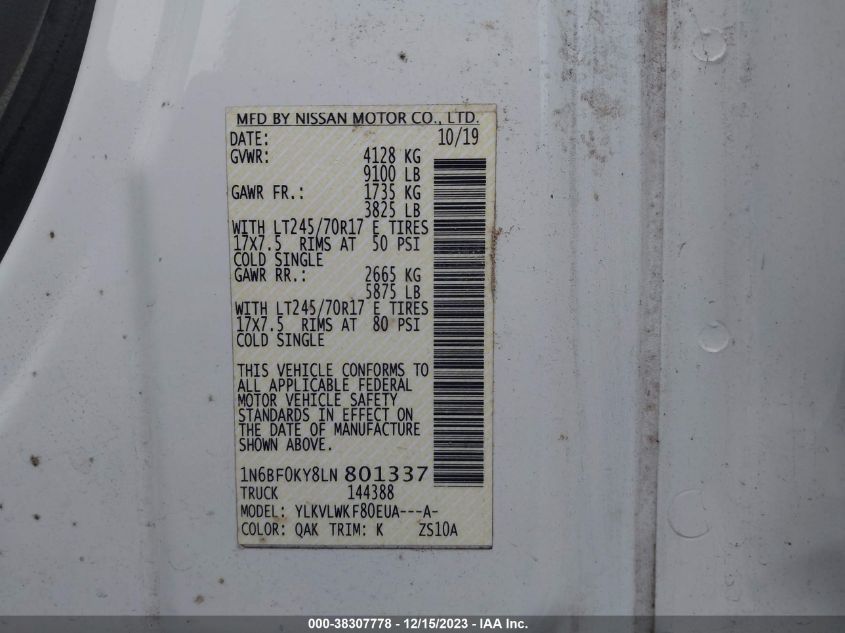 MFD BY NISSAN MOTOR CO., LTD.
DATE: 10/19
GVWR: 4128 KG
9100 LB
GAWR FR.: 1735 KG
3825 LB
WITH LT245/70R17 E TIRES
17X7.5 RIMS AT 50 PSI
COLD SINGLE
GAWR RR.: 2665 KG
5875 LB
WITH LT245/70R17 E TIRES
17X7.5 RIMS AT 80 PSI
COLD SINGLE
THIS VEHICLE CONFORMS TO
ALL APPLICABLE FEDERAL
MOTOR VEHICLE SAFETY
STANDARDS IN EFFECT ON
THE DATE OF MANUFACTURE
SHOWN ABOVE.
1N6BF0KY8LN 801337
TRUCK 144388
MODEL: YLKVLWKF80EUA---A-
COLOR: QAK TRIM: K ZS10A
000-38307778 - 12/15/2023 - IAA Inc.